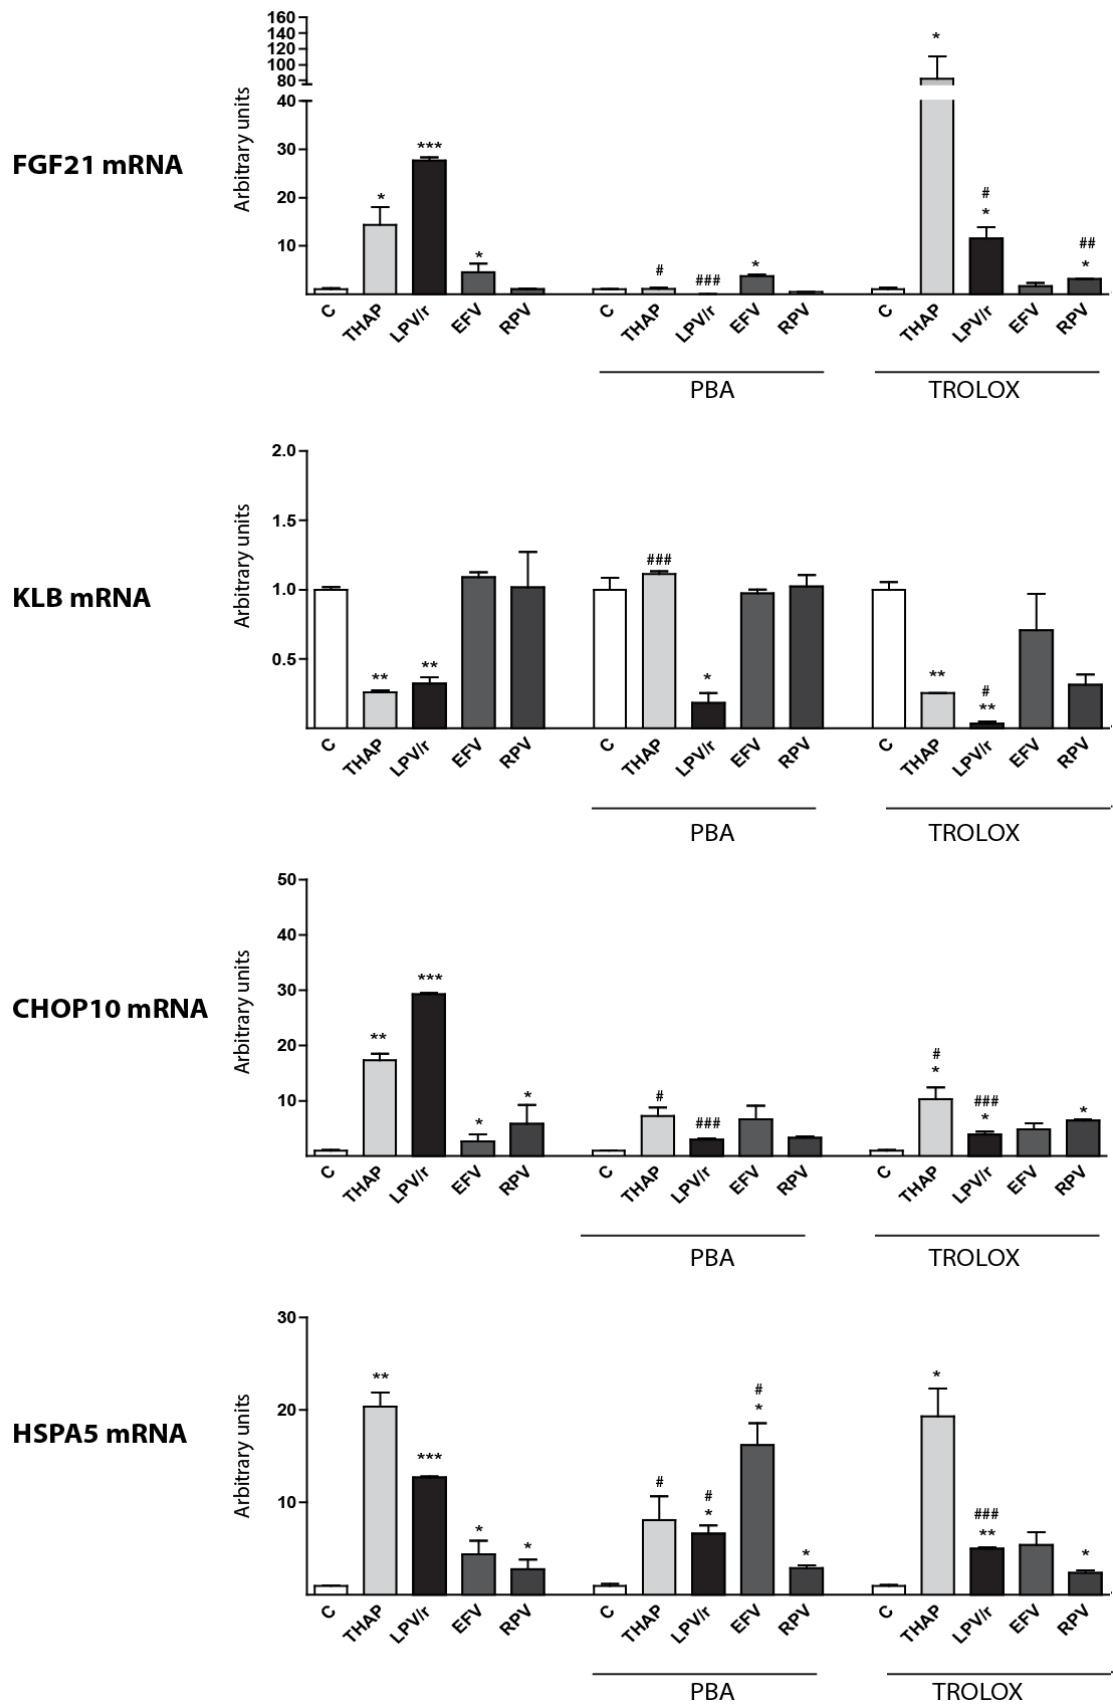 FGF21 mRNA
Arbitrary units
160
140
120
100
80
40
30
20
10
* *** * # ### * * # * ## *
C THAP LPV/r EFV RPV C THAP LPV/r EFV RPV C THAP LPV/r EFV RPV
PBA TROLOX
KLB mRNA
Arbitrary units
2.0
1.5
1.0
0.5
** ** ### * ** # **
C THAP LPV/r EFV RPV C THAP LPV/r EFV RPV C THAP LPV/r EFV RPV
PBA TROLOX
CHOP10 mRNA
Arbitrary units
50
40
30
20
10
** *** * * # ### # * ### * *
C THAP LPV/r EFV RPV C THAP LPV/r EFV RPV C THAP LPV/r EFV RPV
PBA TROLOX
HSPA5 mRNA
Arbitrary units
30
20
10
** *** * * # # * # * * * ### ** *
C THAP LPV/r EFV RPV C THAP LPV/r EFV RPV C THAP LPV/r EFV RPV
PBA TROLOX